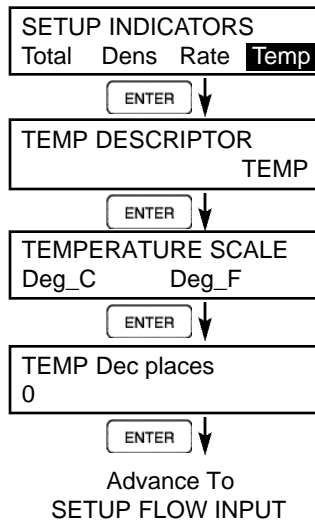 SETUP INDICATORS
Total Dens Rate Temp
ENTER
TEMP DESCRIPTOR
TEMP
ENTER
TEMPERATURE SCALE
Deg_C Deg_F
ENTER
TEMP Dec places
0
ENTER
Advance To
SETUP FLOW INPUT